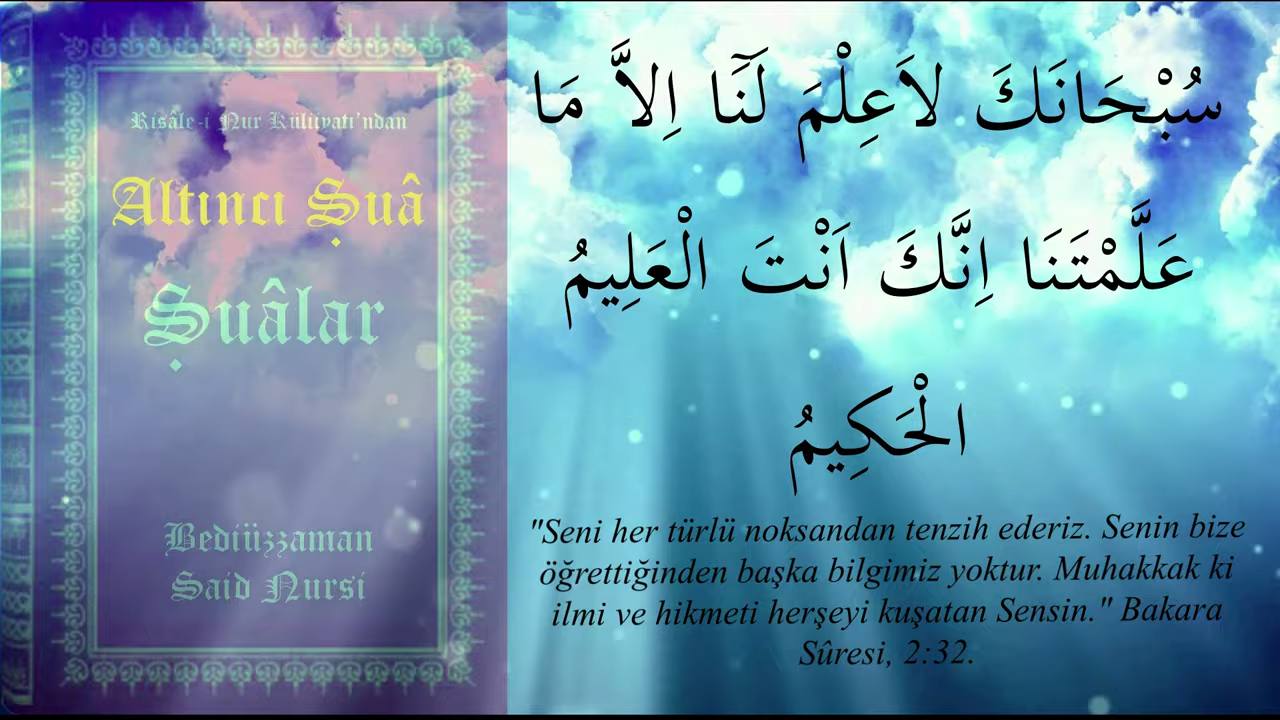 Risâle-i Nur Külliyatı'ndan
Altıncı Şuâ
Şuâlar
Bediüzzaman
Said Nursi
سُبْحَانَكَ لاَعِلْمَ لَنَٓا اِلاَّ مَا
عَلَّمْتَنَا اِنَّكَ اَنْتَ الْعَلِيمُ
الْحَكِيمُ
"Seni her türlü noksandan tenzih ederiz. Senin bize
öğrettiğinden başka bilgimiz yoktur. Muhakkak ki
ilmi ve hikmeti herşeyi kuşatan Sensin." Bakara
Sûresi, 2:32.